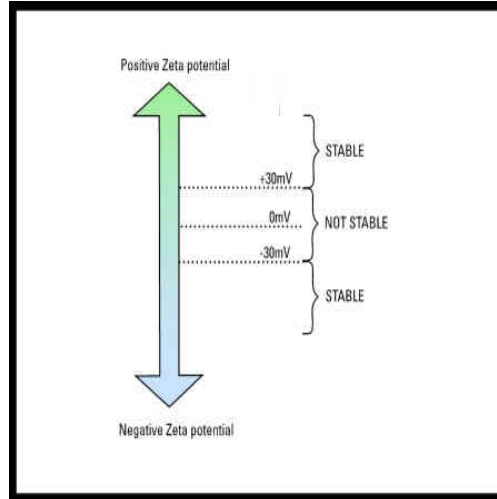 Positive Zeta potential
STABLE
+30mV
0mV
NOT STABLE
-30mV
STABLE
Negative Zeta potential